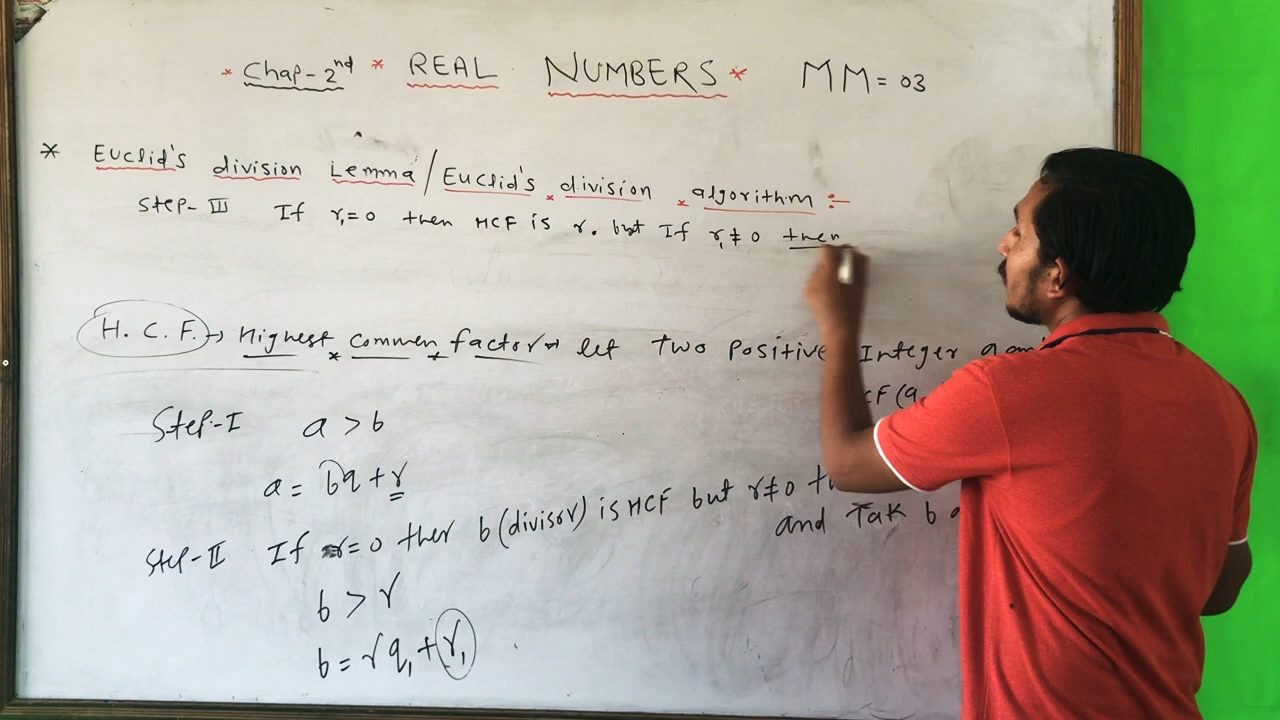 * Chap-2nd * REAL NUMBERS * MM = 03
* Euclid's division Lemma / Euclid's division algorithm :-
Step-III If r₁=0 then HCF is r. but If r₁≠0 then
H.C.F. → Highest common factor → let two positive Integer a
CF (a,
Step-I a > b
a = bq + r
Step-II If r=0 then b (divisor) is HCF but r≠0
and Tak b
b > r
b = rq₁ + r₁